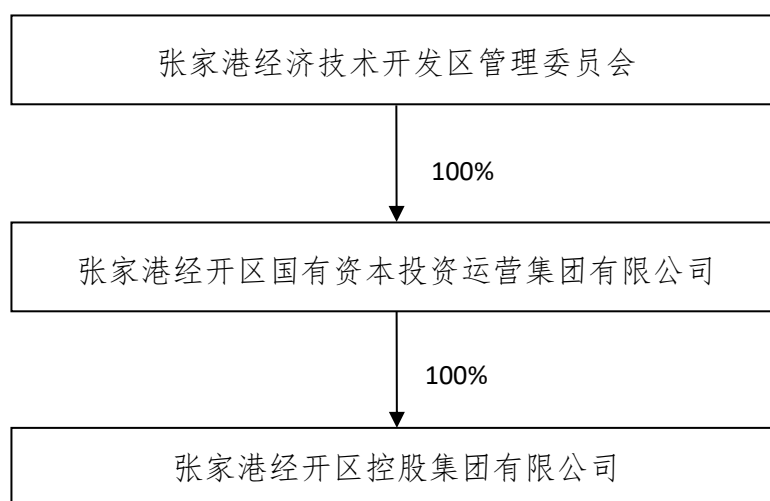 张家港经济技术开发区管理委员会
100%
张家港经开区国有资本投资运营集团有限公司
100%
张家港经开区控股集团有限公司